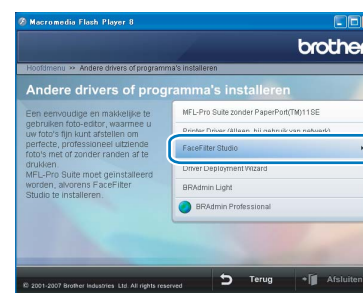 Macromedia Flash Player 8
brother
Hoofdmenu >> Andere drivers of programma's installeren
Andere drivers of programma's installeren
Een eenvoudige en makkelijke te
gebruiken foto-editor, waarmee u
uw foto's fijn kunt afstellen om
perfecte, professioneel uitziende
foto's met of zonder randen af te
drukken.
MFL-Pro Suite moet geïnstalleerd
worden, alvorens FaceFilter
Studio te installeren.
MFL-Pro Suite zonder PaperPort(TM)11SE
Printer Driver (Alleen, bij gebruik van netwerk)
FaceFilter Studio
Driver Deployment Wizard
BRAdmin Light
BRAdmin Professional
© 2001-2007 Brother Industries Ltd. All rights reserved
Terug
Afsluiten